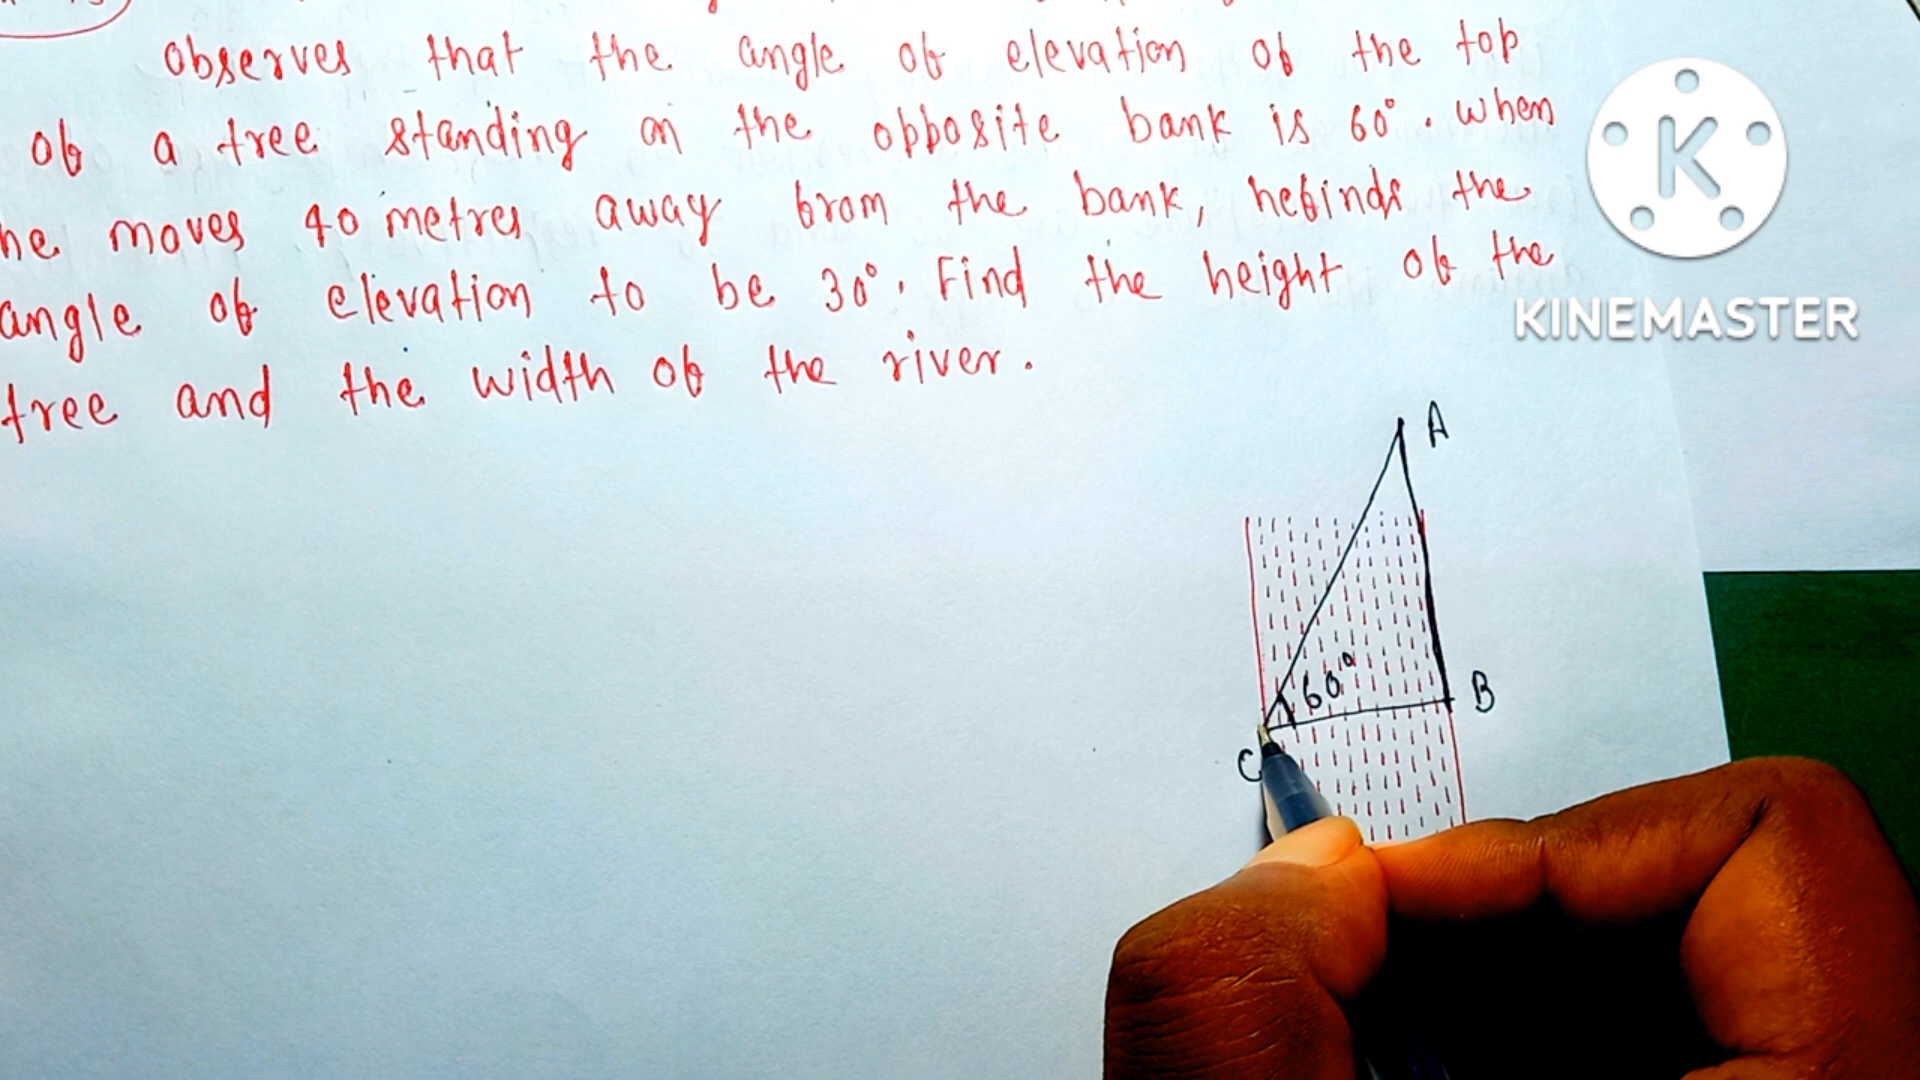 observes that the angle of elevation of the top
of a tree standing on the opposite bank is 60°. When
he moves 40 metres away from the bank, he finds the
angle of elevation to be 30°. Find the height of the
tree and the width of the river.
K
KINEMASTER
A
60°
B
C